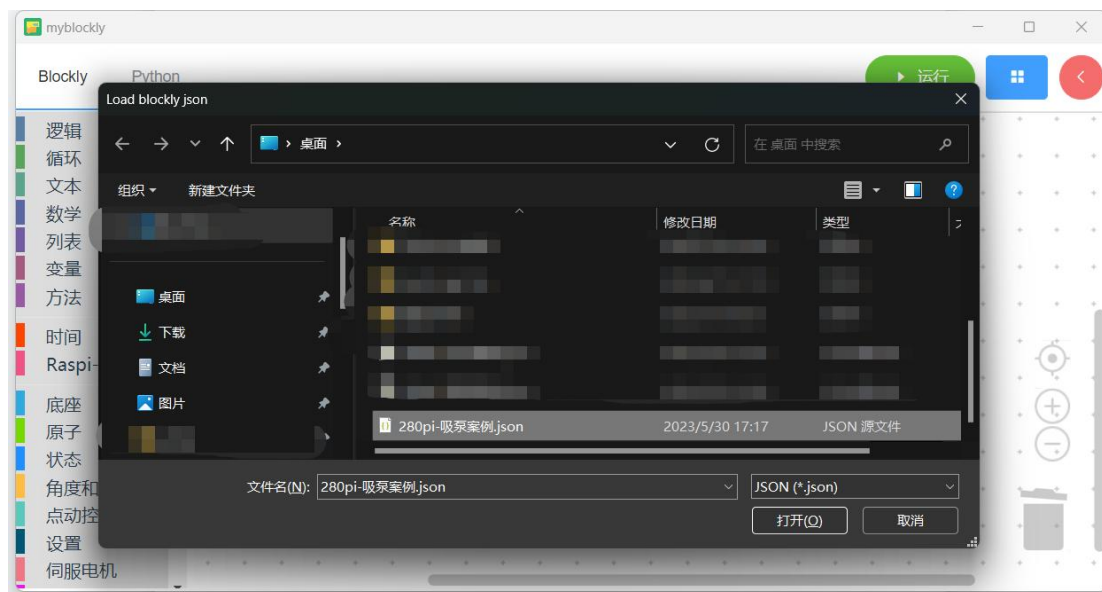 myblockly
Blockly Python 运行
Load blockly json
桌面
在 桌面 中搜索
组织 新建文件夹
名称 修改日期 类型
桌面
下载
文档
图片
280pi-吸泵案例.json 2023/5/30 17:17 JSON 源文件
文件名(N): 280pi-吸泵案例.json JSON (*.json)
打开(O) 取消
逻辑
循环
文本
数学
列表
变量
方法
时间
Raspi-
底座
原子
状态
角度和
点动控
设置
伺服电机